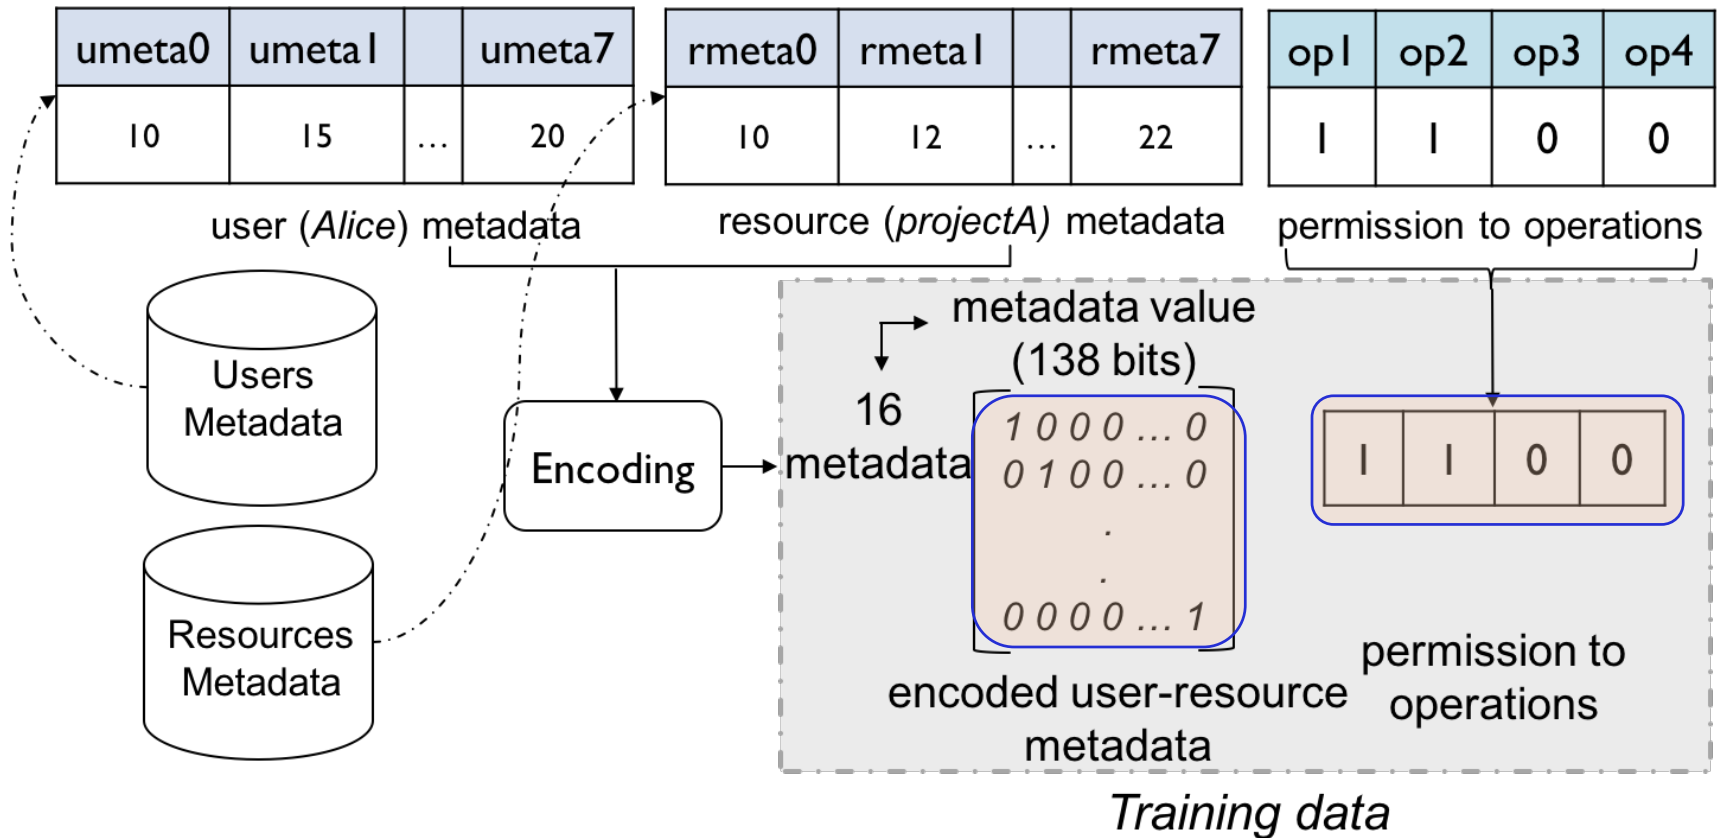 umeta0 umeta1 umeta7 rmeta0 rmeta1 rmeta7 op1 op2 op3 op4
10 15 ... 20 10 12 ... 22 1 1 0 0
user (Alice) metadata
resource (projectA) metadata
permission to operations
Users
Metadata
Resources
Metadata
Encoding
metadata value
(138 bits)
16
metadata
1 0 0 0 ... 0
0 1 0 0 ... 0
.
.
0 0 0 0 ... 1
encoded user-resource
metadata
1 1 0 0
permission to
operations
Training data